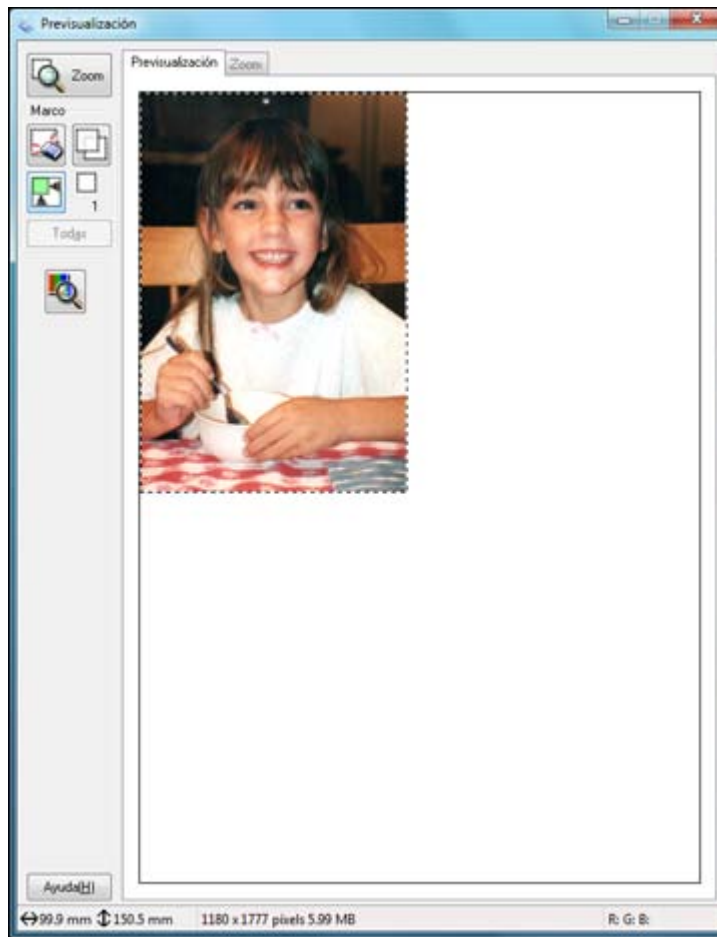 Previsualización
Zoom
Previsualización Zoom
Marco
1
Todas
Ayuda(H)
99.9 mm 150.5 mm 1180 x 1777 píxels 5.99 MB R: G: B: